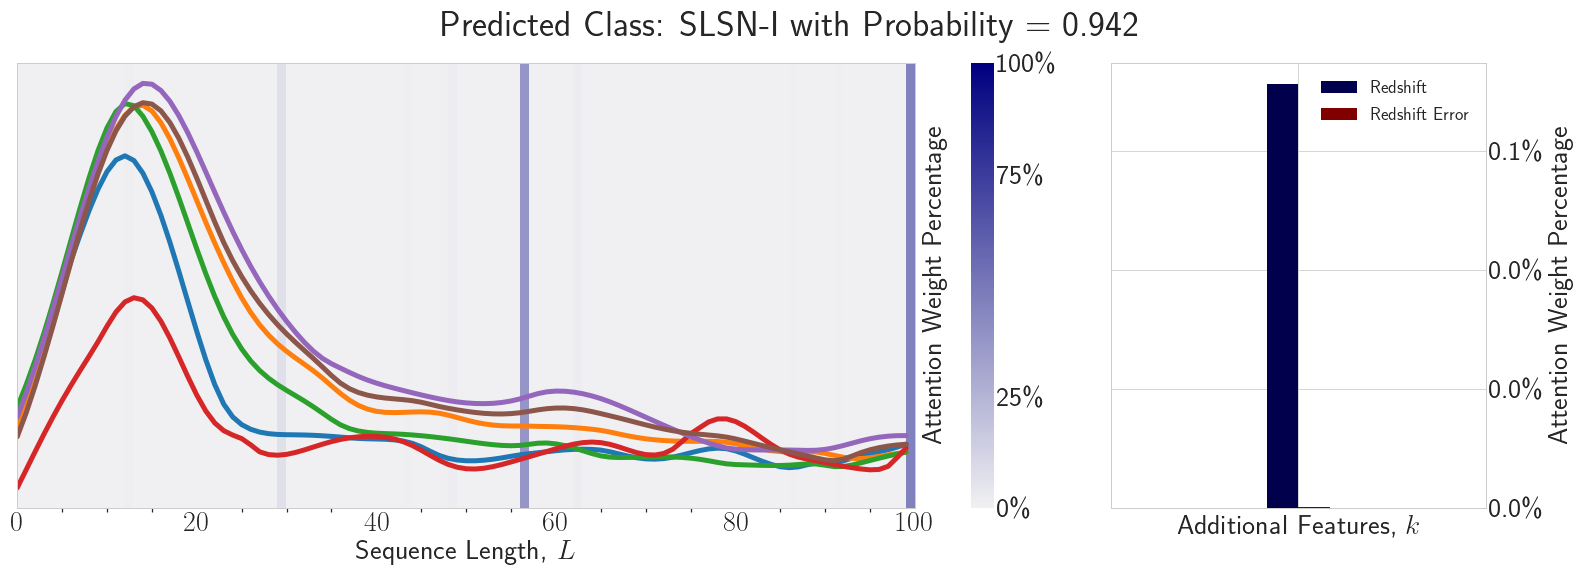 Predicted Class: SLSN-I with Probability = 0.942
0 20 40 60 80 100
Sequence Length, L
100%
75%
25%
0%
Attention Weight Percentage
Redshift
Redshift Error
0.1%
0.0%
0.0%
0.0%
Attention Weight Percentage
Additional Features, k